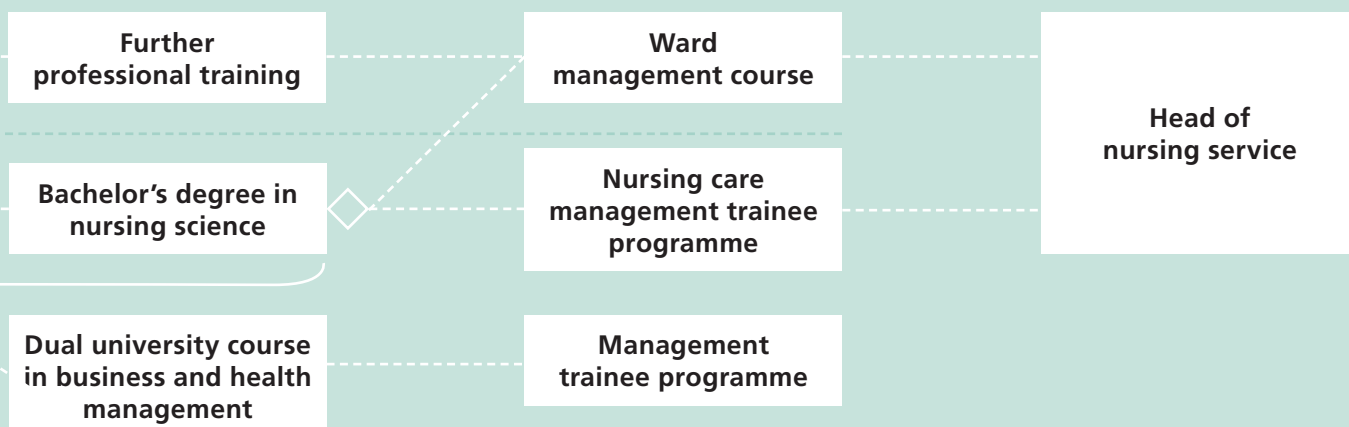 Further
professional training
Ward
management course
Head of
nursing service
Bachelor’s degree in
nursing science
Nursing care
management trainee
programme
Dual university course
in business and health
management
Management
trainee programme